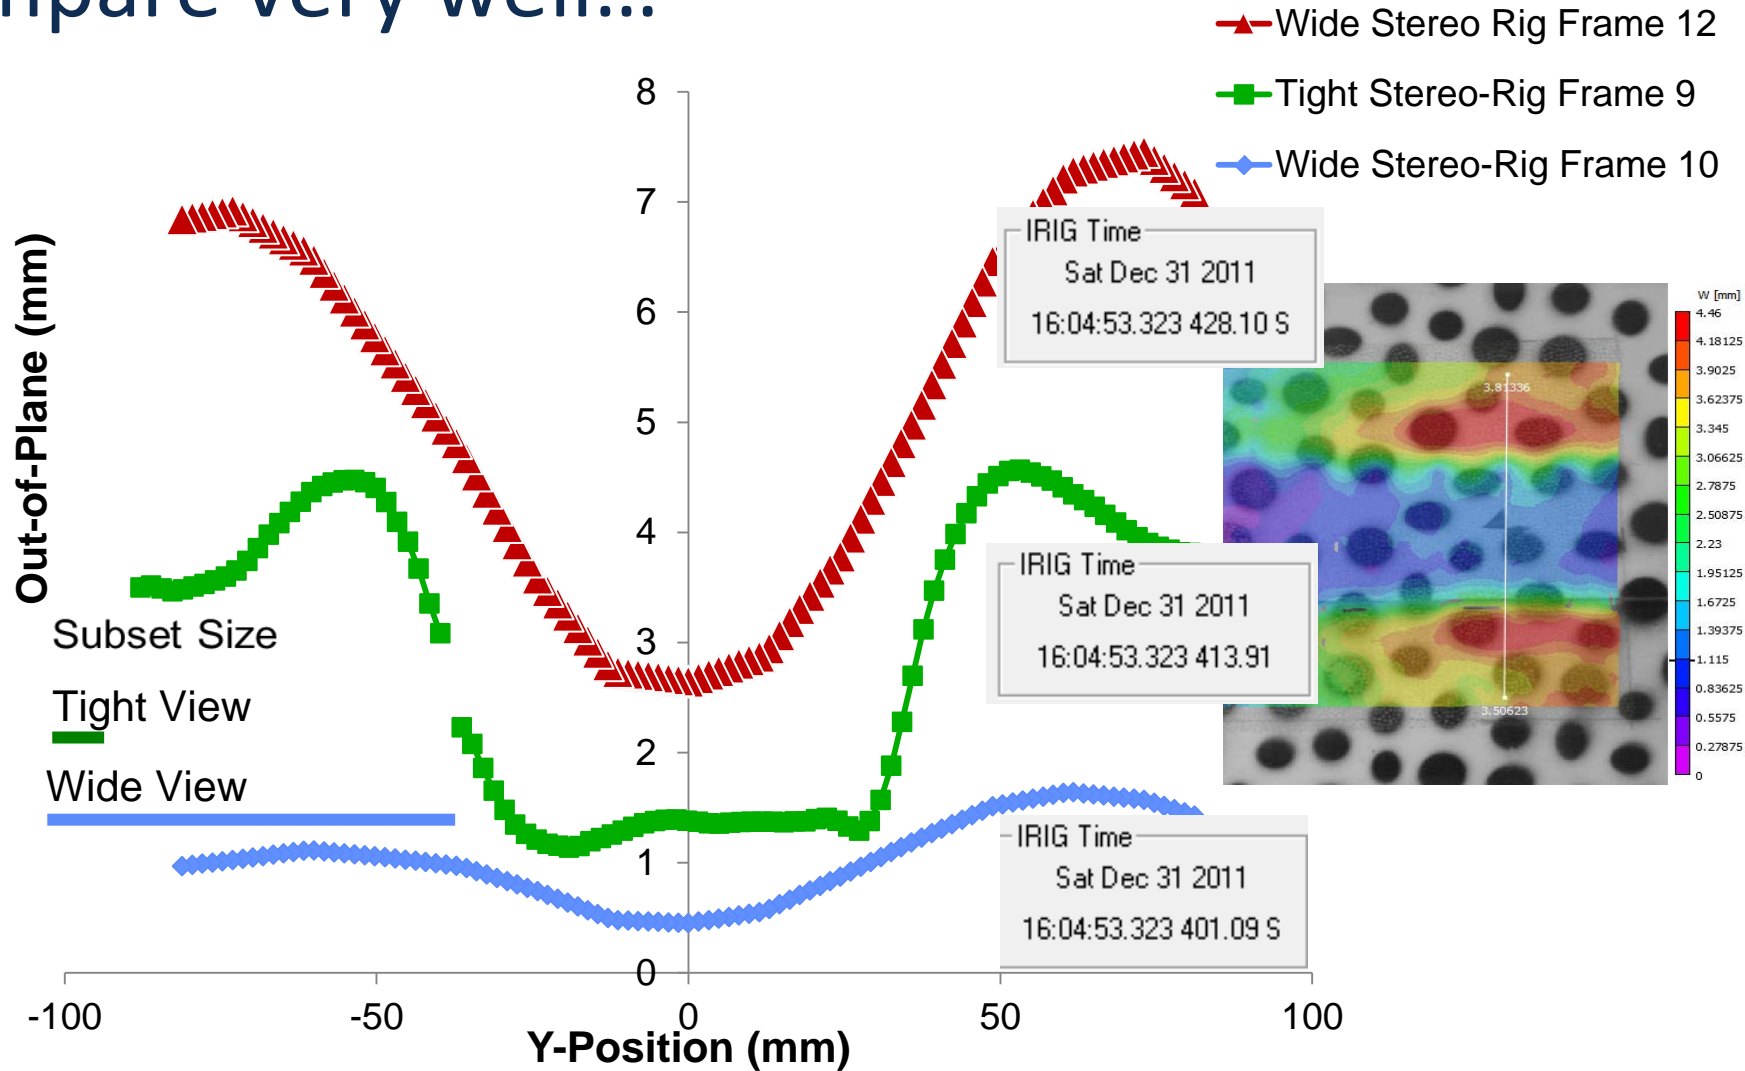 mpare very well...
Wide Stereo Rig Frame 12
Tight Stereo-Rig Frame 9
Wide Stereo-Rig Frame 10
8
7
6
5
4
3
2
1
0
Out-of-Plane (mm)
-100
-50
0
50
100
Y-Position (mm)
Subset Size
Tight View
Wide View
IRIG Time
Sat Dec 31 2011
16:04:53.323 428.10 S
IRIG Time
Sat Dec 31 2011
16:04:53.323 413.91
IRIG Time
Sat Dec 31 2011
16:04:53.323 401.09 S
3.81336
3.50623
W [mm]
4.46
4.18125
3.9025
3.62375
3.345
3.06625
2.7875
2.50875
2.23
1.95125
1.6725
1.39375
1.115
0.83625
0.5575
0.27875
0